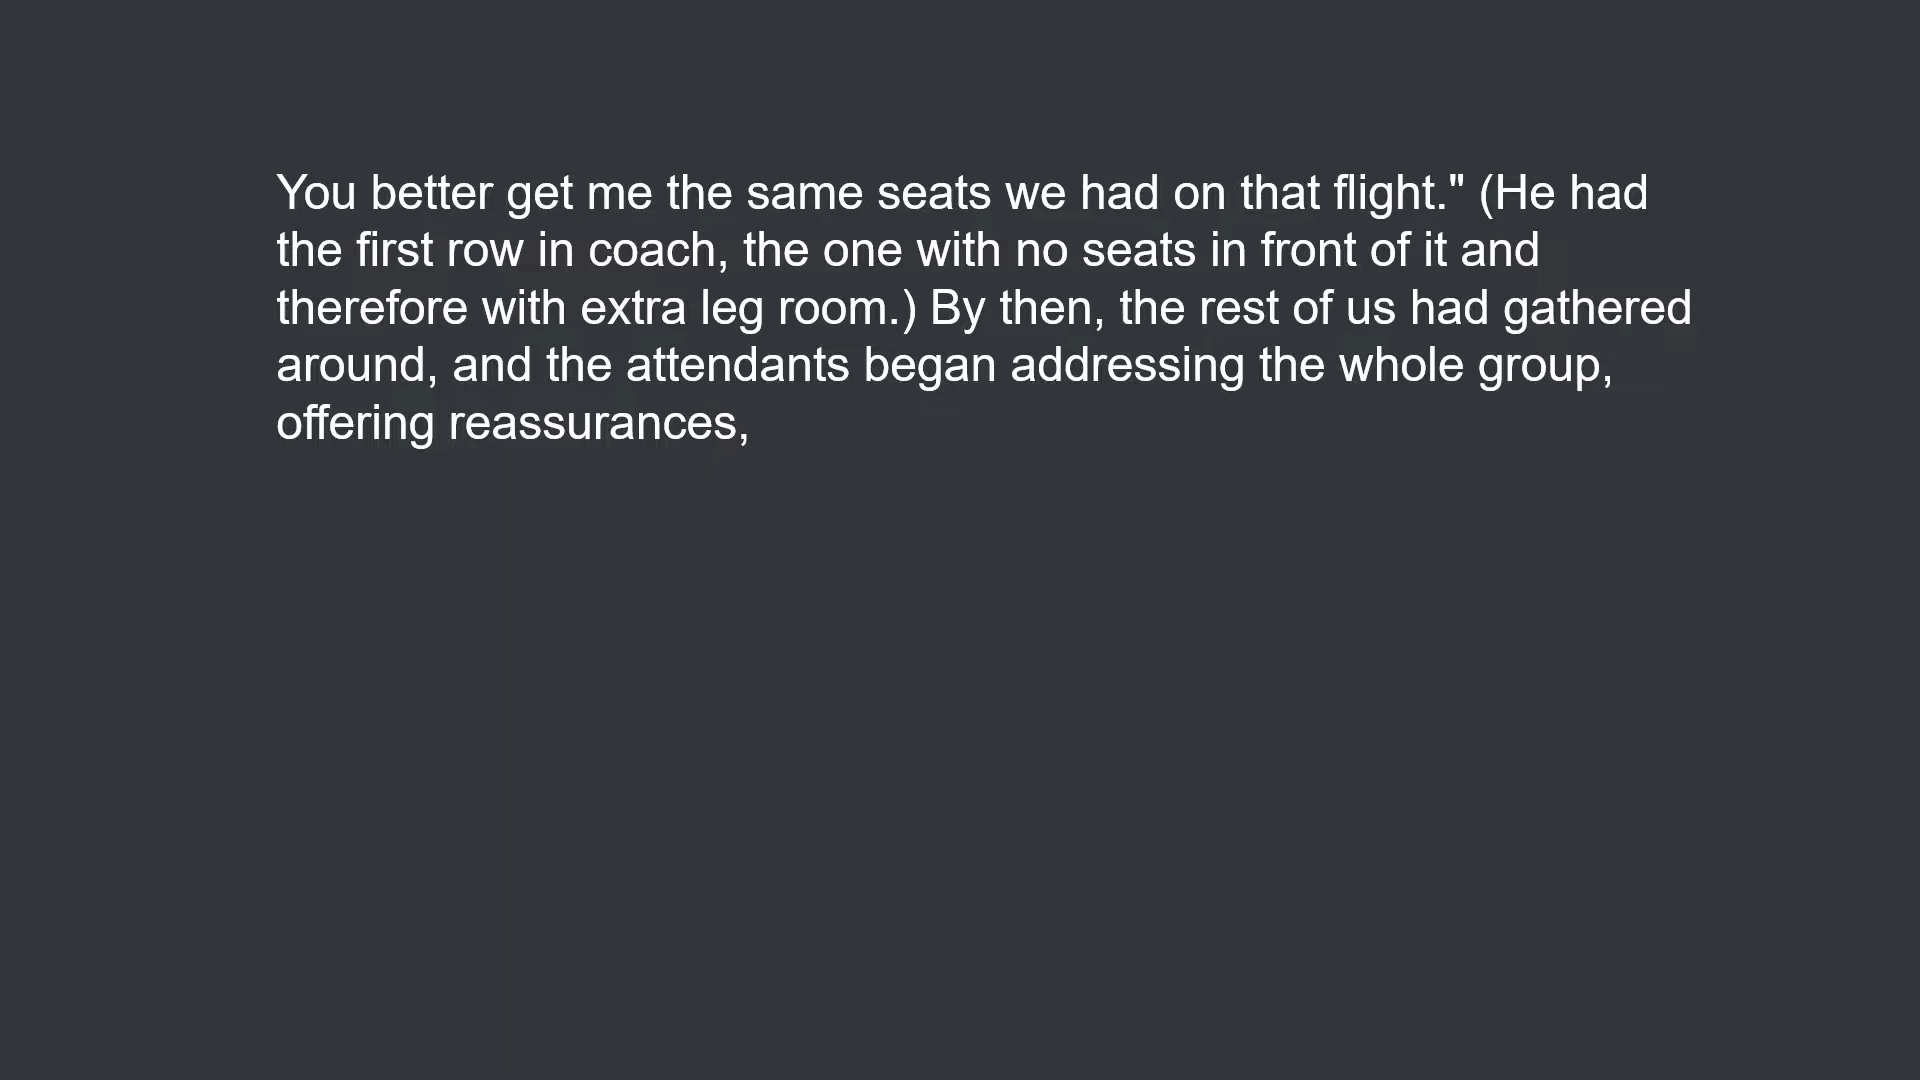 You better get me the same seats we had on that flight." (He had
the first row in coach, the one with no seats in front of it and
therefore with extra leg room.) By then, the rest of us had gathered
around, and the attendants began addressing the whole group,
offering reassurances,